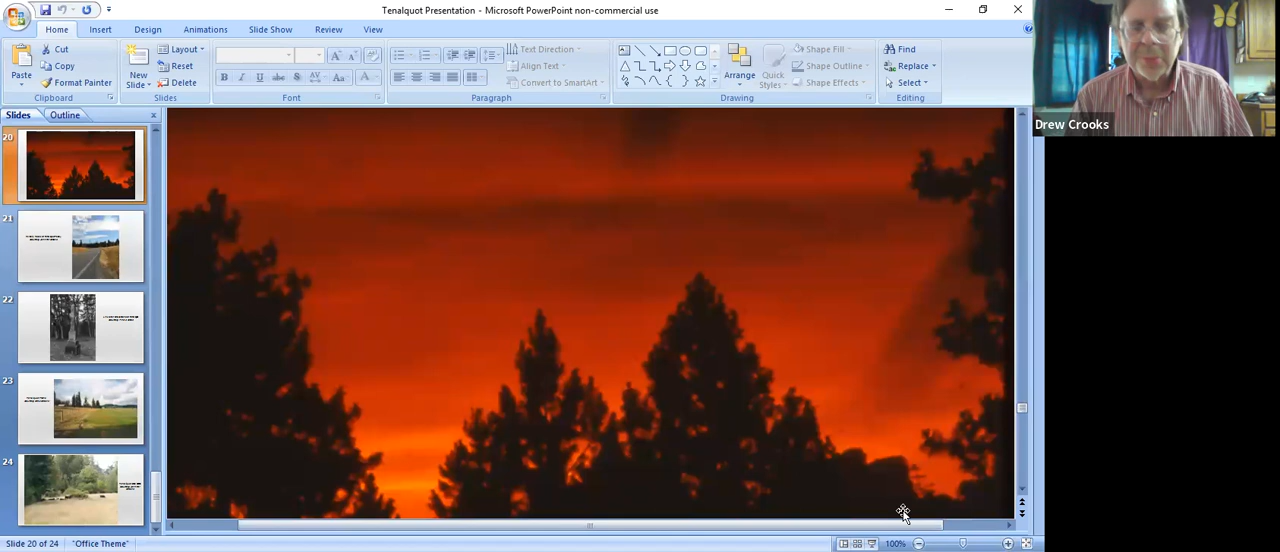 Tenalquot Presentation - Microsoft PowerPoint non-commercial use
Home Insert Design Animations Slide Show Review View
Paste
Cut
Copy
Format Painter
Clipboard
New Slide
Layout
Reset
Delete
Slides
B I U abc S AV Aa A
Font
Paragraph
Text Direction
Align Text
Convert to SmartArt
Arrange
Quick Styles
Shape Fill
Shape Outline
Shape Effects
Drawing
Find
Replace
Select
Editing
Drew Crooks
Slides Outline
20
21
22
23
24
Slide 20 of 24 "Office Theme" 100%